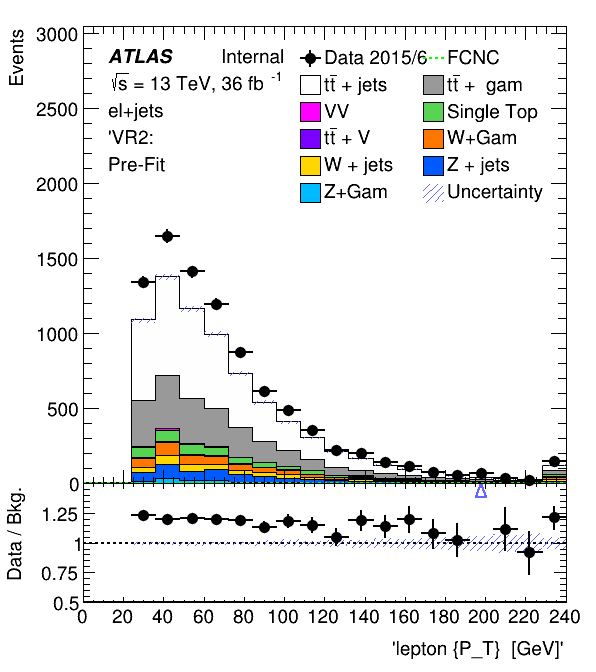 Events
3000
2500
2000
1500
1000
500
0
ATLAS Internal
√s = 13 TeV, 36 fb -1
el+jets
'VR2:
Pre-Fit
Data 2015/6 FCNC
tt̄ + jets tt̄ + gam
VV Single Top
tt̄ + V W+Gam
W + jets Z + jets
Z+Gam Uncertainty
Data / Bkg.
1.25
1
0.75
0.5
0 20 40 60 80 100 120 140 160 180 200 220 240
'lepton {P_T} [GeV]'